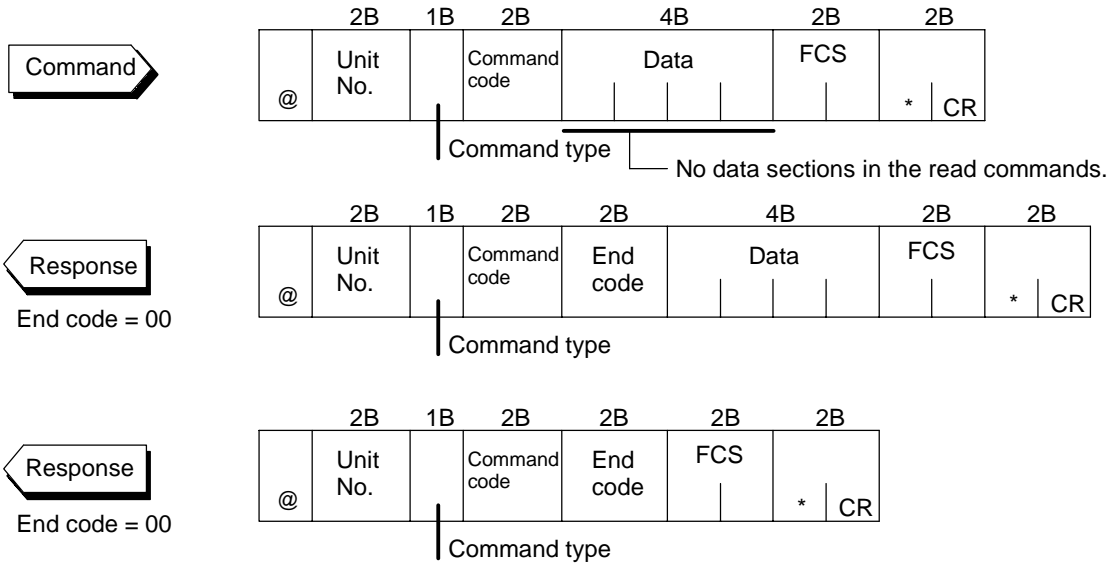 2B 1B 2B 4B 2B 2B
Command
@ Unit No. Command code Data FCS * CR
Command type
No data sections in the read commands.
2B 1B 2B 2B 4B 2B 2B
Response
@ Unit No. Command code End code Data FCS * CR
End code = 00
Command type
2B 1B 2B 2B 2B 2B
Response
@ Unit No. Command code End code FCS * CR
End code = 00
Command type